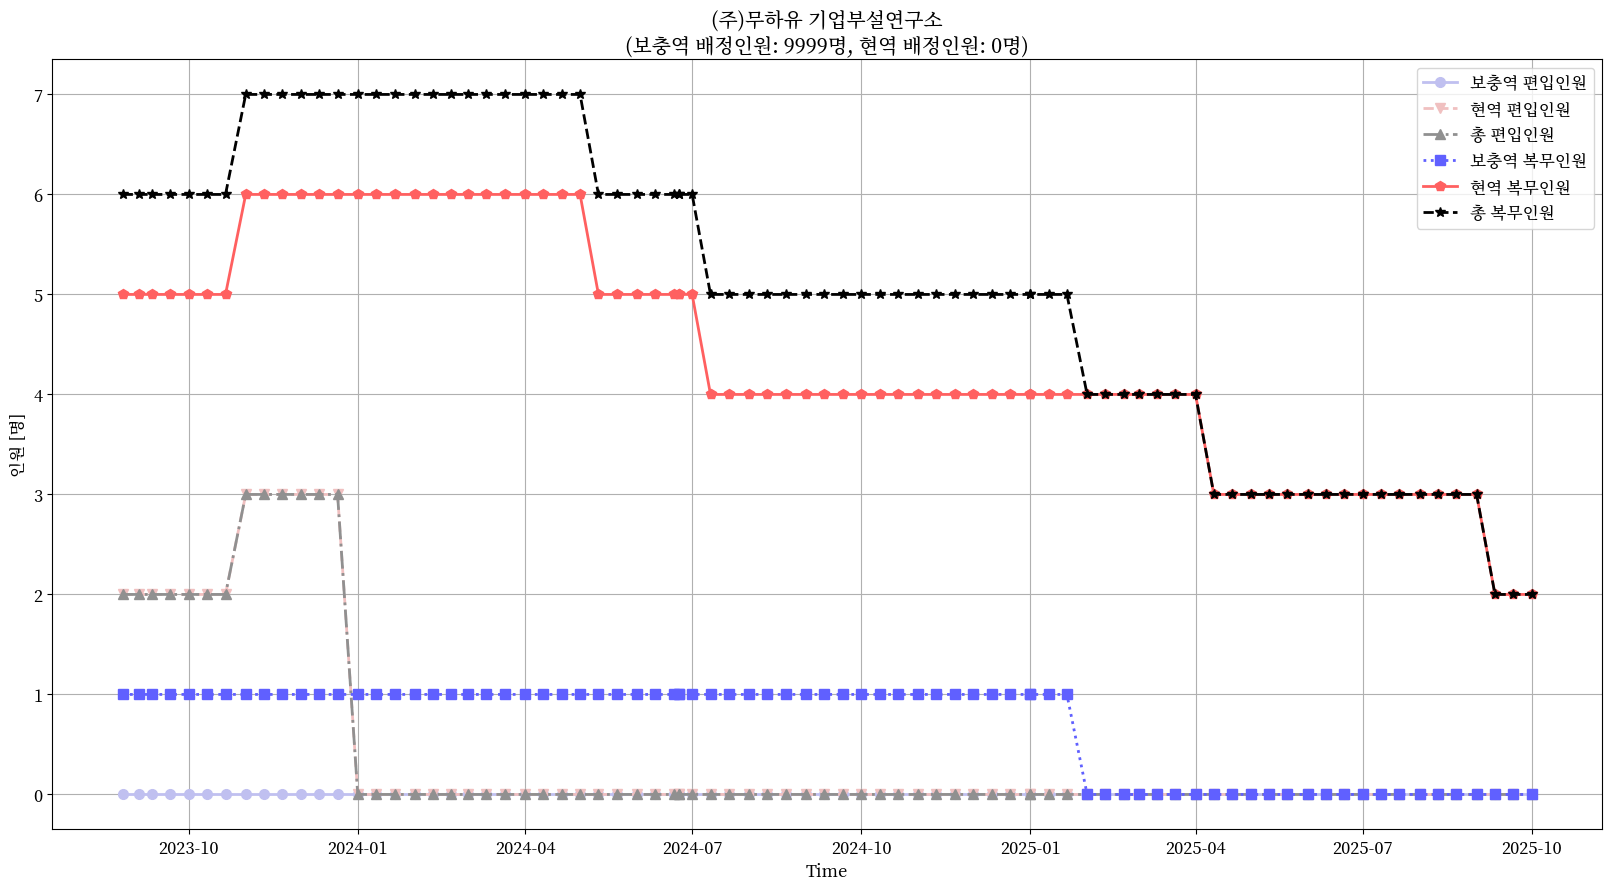 (주)무하유 기업부설연구소
(보충역 배정인원: 9999명, 현역 배정인원: 0명)
보충역 편입인원
현역 편입인원
총 편입인원
보충역 복무인원
현역 복무인원
총 복무인원
인원 [명]
7
6
5
4
3
2
1
0
2023-10
2024-01
2024-04
2024-07
2024-10
2025-01
2025-04
2025-07
2025-10
Time